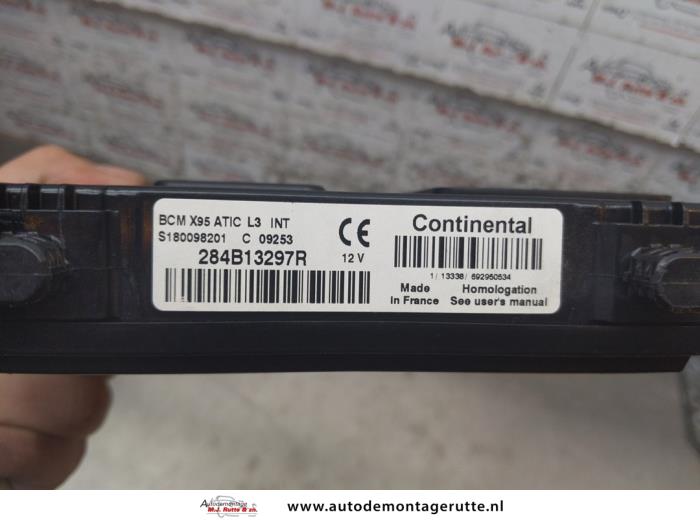 BCM X95 ATIC L3 INT
S180098201 C 09253
284B13297R
CE
12 V
Continental
1/ 13338/ 692950534
Made in France
Homologation
See user's manual
Autodemontage
M.J. Rutte & zn.
www.autodemontagerutte.nl